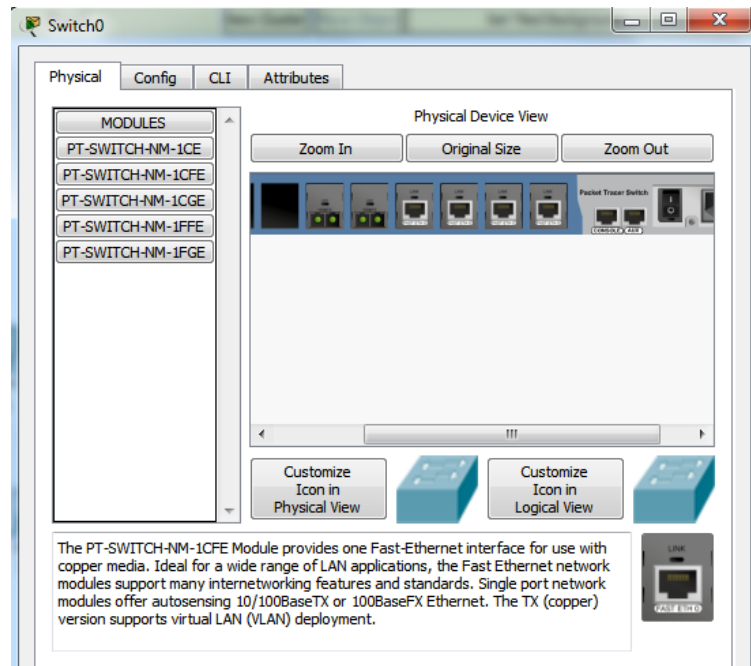 Switch0
Physical Config CLI Attributes
MODULES
PT-SWITCH-NM-1CE
PT-SWITCH-NM-1CFE
PT-SWITCH-NM-1CGE
PT-SWITCH-NM-1FFE
PT-SWITCH-NM-1FGE
Physical Device View
Zoom In Original Size Zoom Out
Packet Tracer Switch
CONSOLE AUX
Customize
Icon in
Physical View
Customize
Icon in
Logical View
The PT-SWITCH-NM-1CFE Module provides one Fast-Ethernet interface for use with
copper media. Ideal for a wide range of LAN applications, the Fast Ethernet network
modules support many internetworking features and standards. Single port network
modules offer autosensing 10/100BaseTX or 100BaseFX Ethernet. The TX (copper)
version supports virtual LAN (VLAN) deployment.
LINK
FAST ETH 0